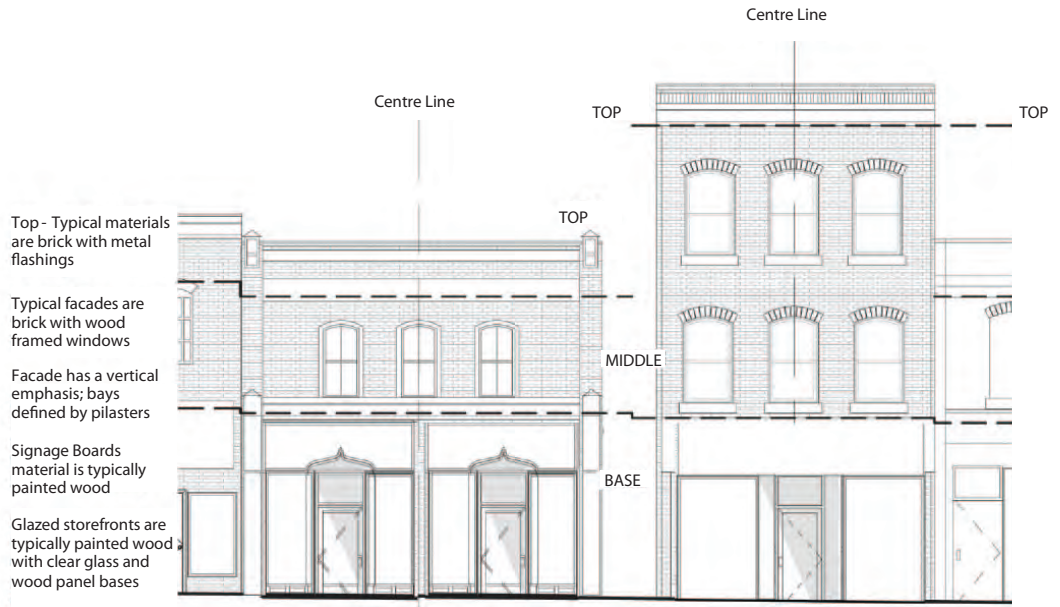 Centre Line
Centre Line
TOP
TOP
TOP
Top - Typical materials
are brick with metal
flashings
Typical facades are
brick with wood
framed windows
MIDDLE
Facade has a vertical
emphasis; bays
defined by pilasters
Signage Boards
material is typically
painted wood
BASE
Glazed storefronts are
typically painted wood
with clear glass and
wood panel bases